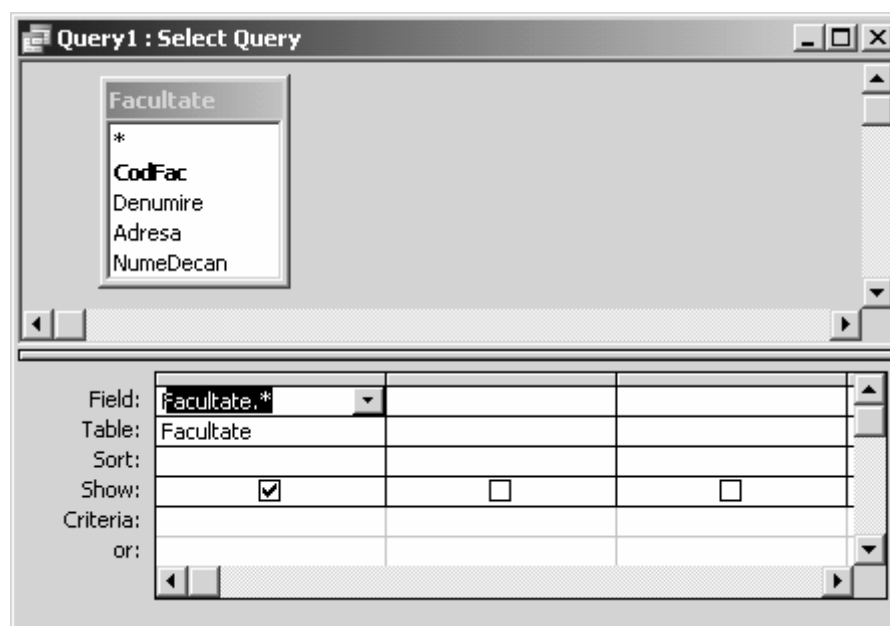 Query1 : Select Query
Facultate
*
CodFac
Denumire
Adresa
NumeDecan
Field: Facultate.*
Table: Facultate
Sort:
Show:
Criteria:
or: